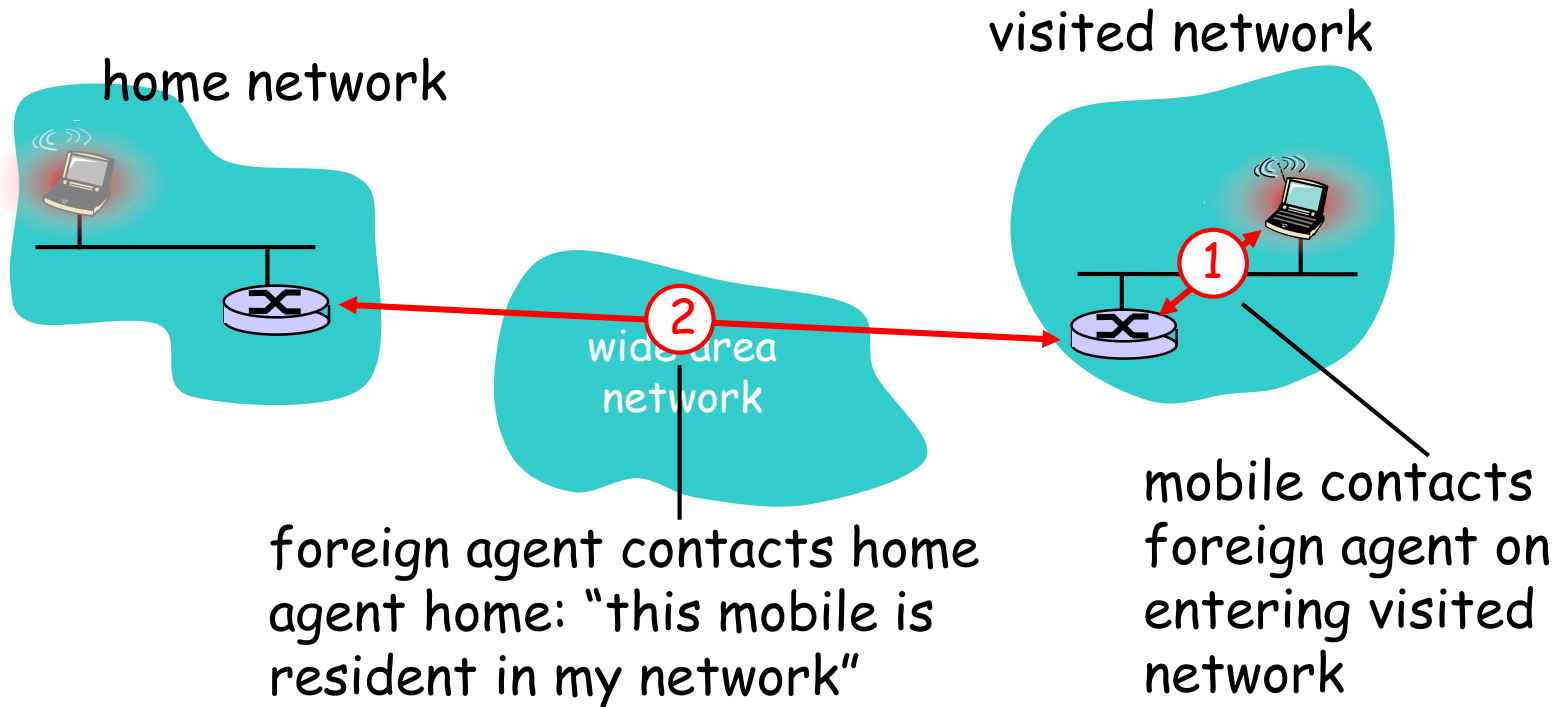 visited network
home network
1
2
wide area
network
mobile contacts
foreign agent on
entering visited
network
foreign agent contacts home
agent home: “this mobile is
resident in my network”